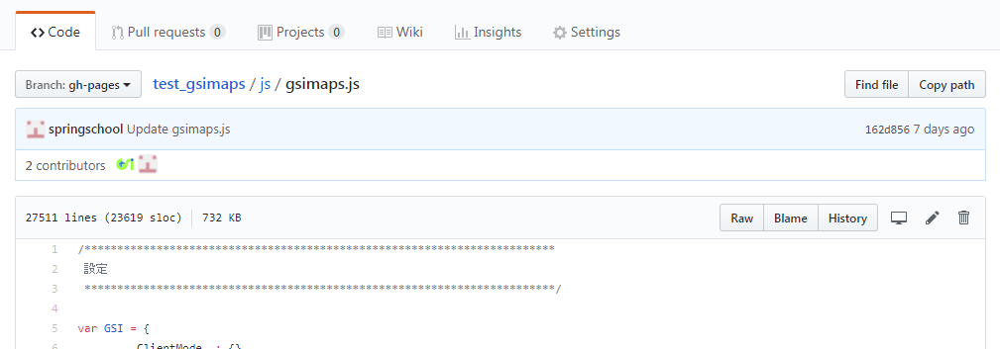 Code Pull requests 0 Projects 0 Wiki Insights Settings
Branch: gh-pages test_gsimaps / js / gsimaps.js Find file Copy path
springschool Update gsimaps.js 162d856 7 days ago
2 contributors
27511 lines (23619 sloc) 732 KB Raw Blame History
1 /************************************************************************
2 設定
3 ************************************************************************/
4
5 var GSI = {
6 ClientMode : {}